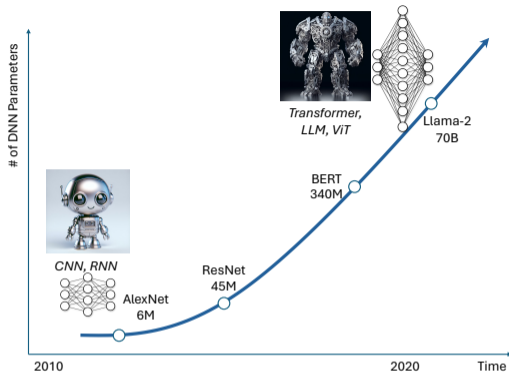 # of DNN Parameters
Transformer,
LLM, ViT
Llama-2
70B
BERT
340M
CNN, RNN
ResNet
45M
AlexNet
6M
2010
2020
Time